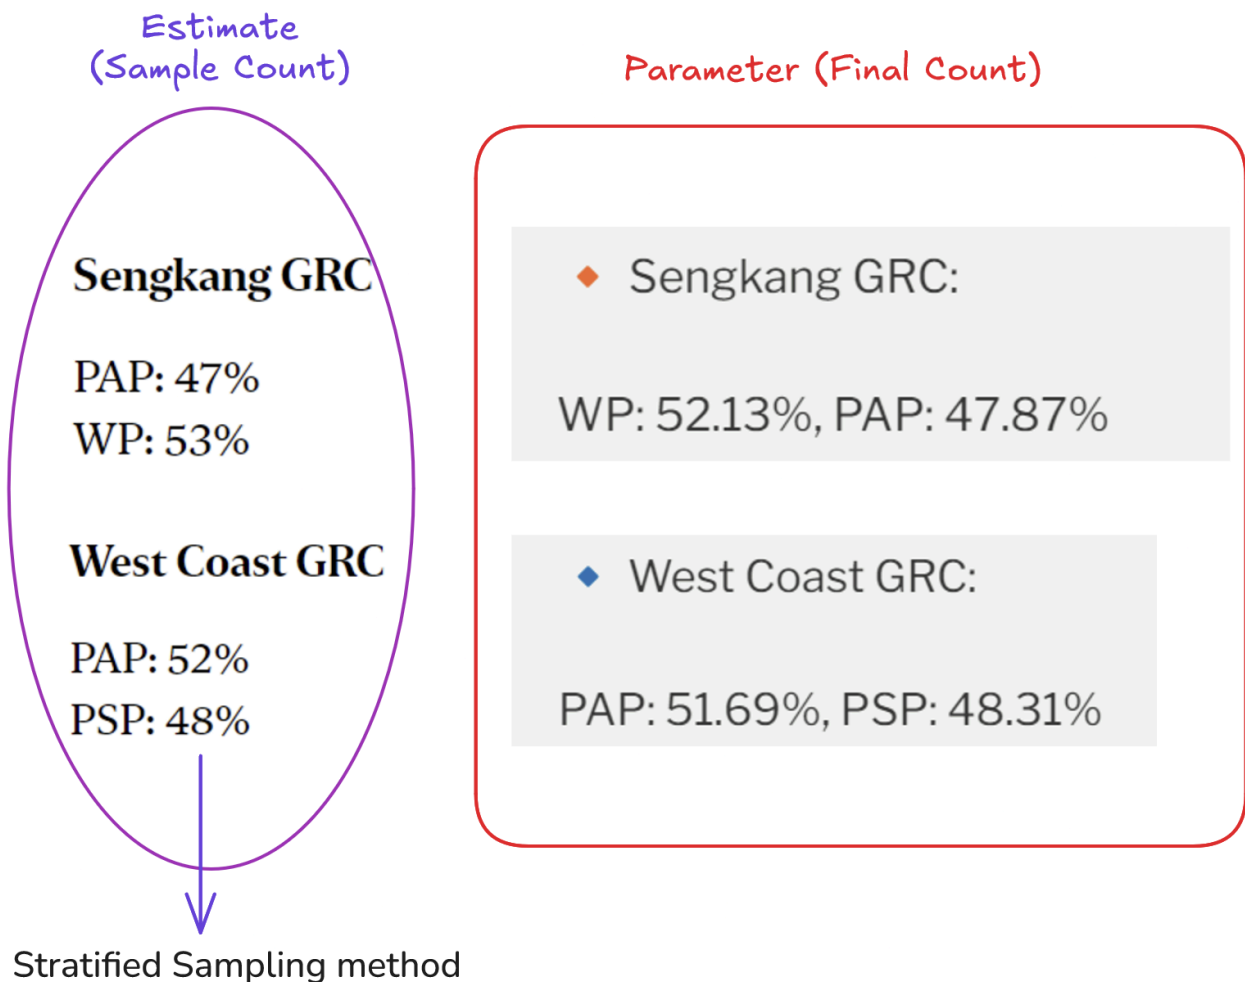 Estimate
(Sample Count)
Parameter (Final Count)
Sengkang GRC
PAP: 47%
WP: 53%
West Coast GRC
PAP: 52%
PSP: 48%
Sengkang GRC:
WP: 52.13%, PAP: 47.87%
West Coast GRC:
PAP: 51.69%, PSP: 48.31%
Stratified Sampling method